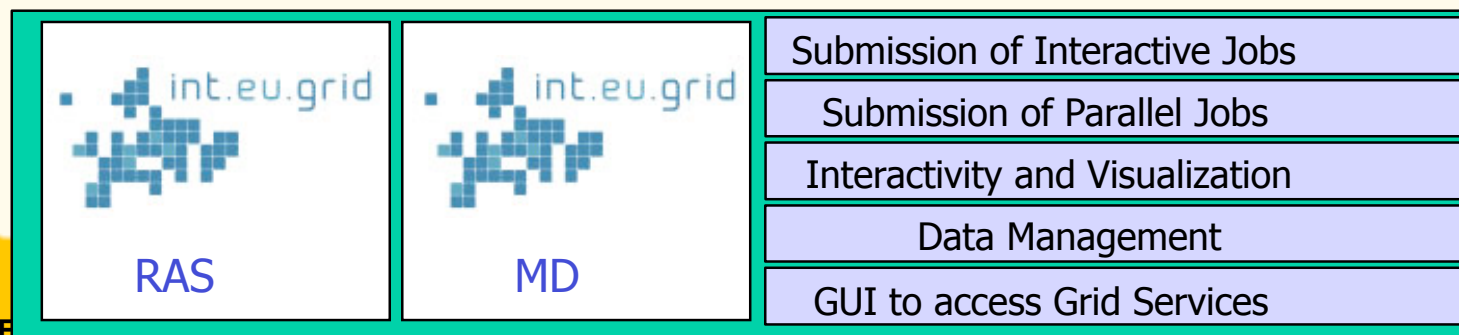 int.eu.grid
RAS
int.eu.grid
MD
Submission of Interactive Jobs
Submission of Parallel Jobs
Interactivity and Visualization
Data Management
GUI to access Grid Services